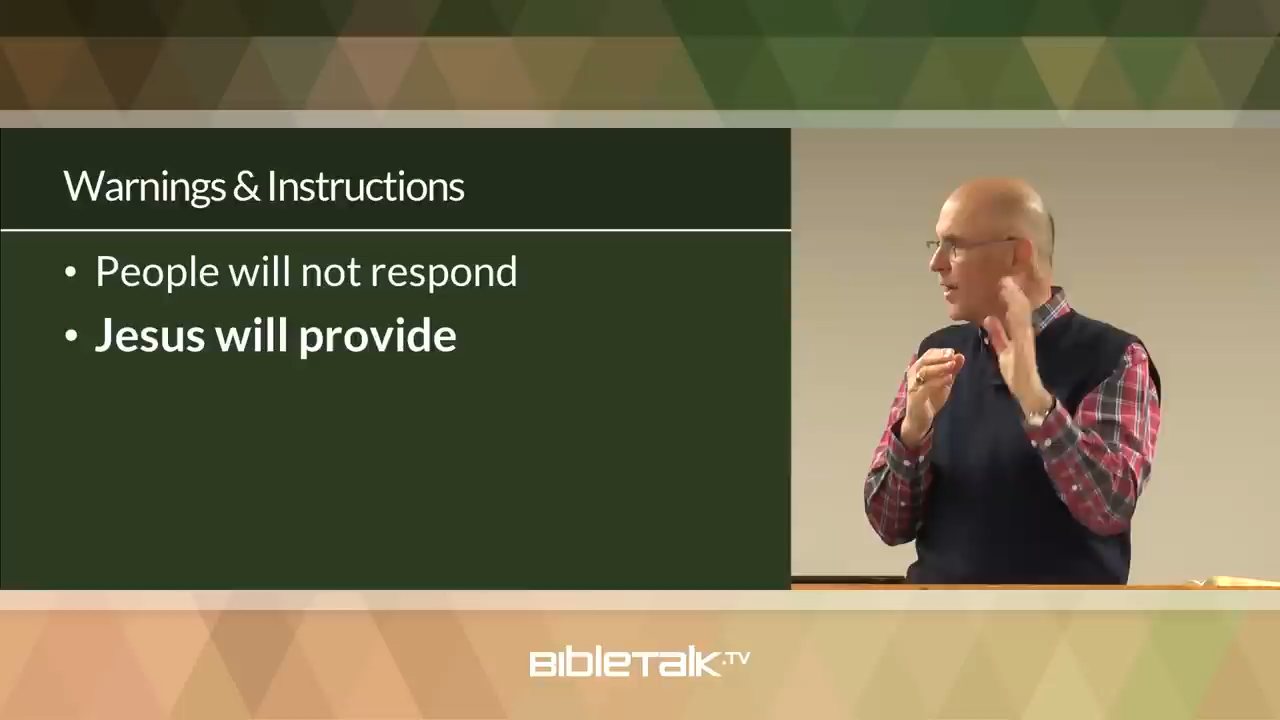 Warnings & Instructions
• People will not respond
• Jesus will provide
BibleTalk.TV